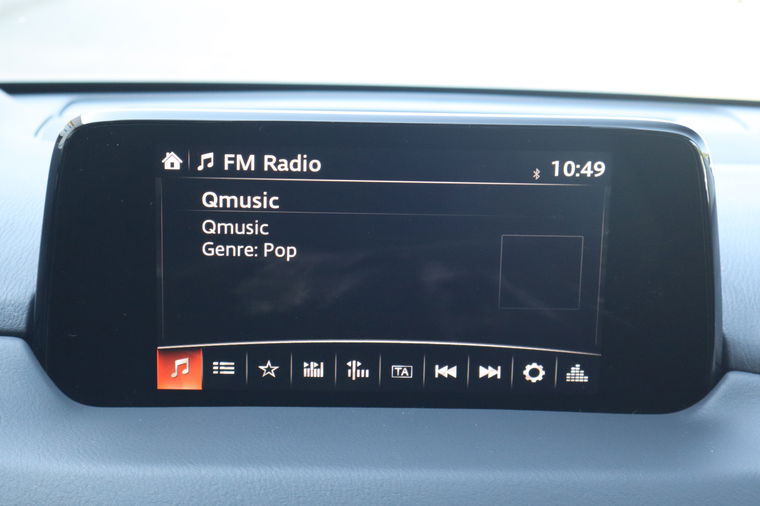 FM Radio
10:49
Qmusic
Qmusic
Genre: Pop
TA